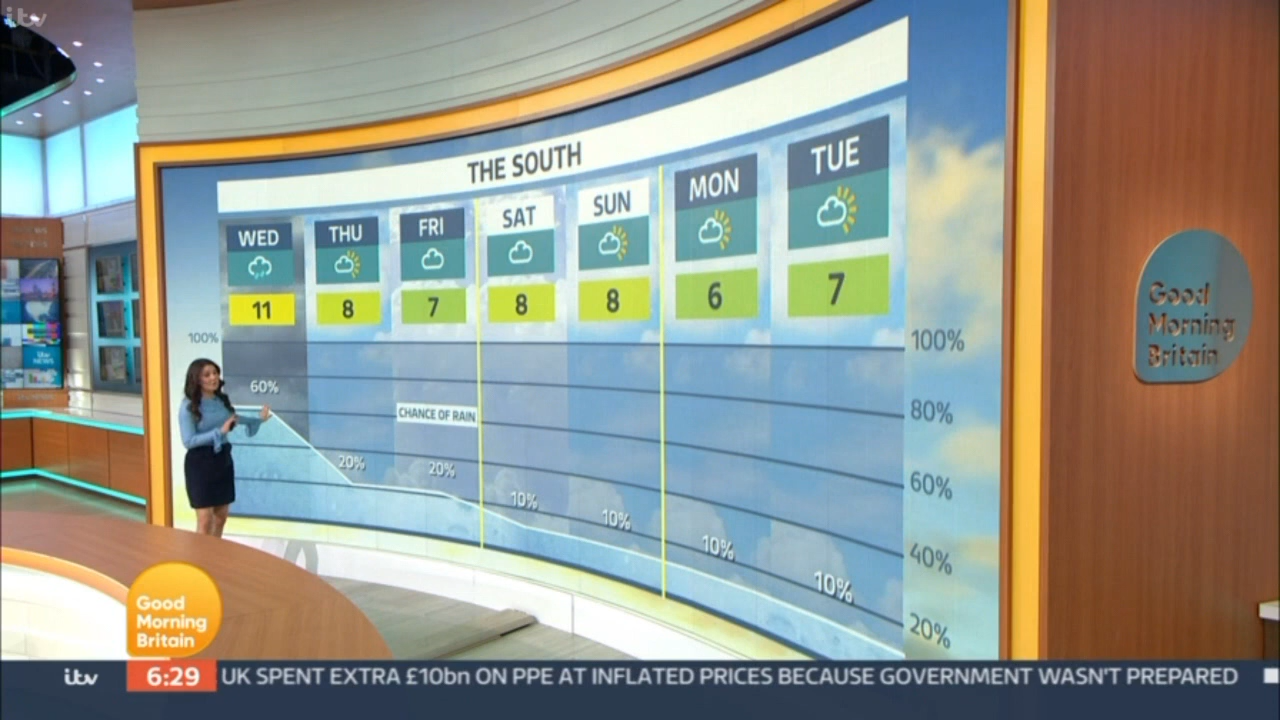 itv
THE SOUTH
WED THU FRI SAT SUN MON TUE
11 8 7 8 8 6 7
100% 100%
60%
CHANCE OF RAIN
80%
20% 20% 10% 10% 10% 10%
60%
40%
20%
Good
Morning
Britain
itv
NEWS
Good
Morning
Britain
itv 6:29 UK SPENT EXTRA £10bn ON PPE AT INFLATED PRICES BECAUSE GOVERNMENT WASN'T PREPARED